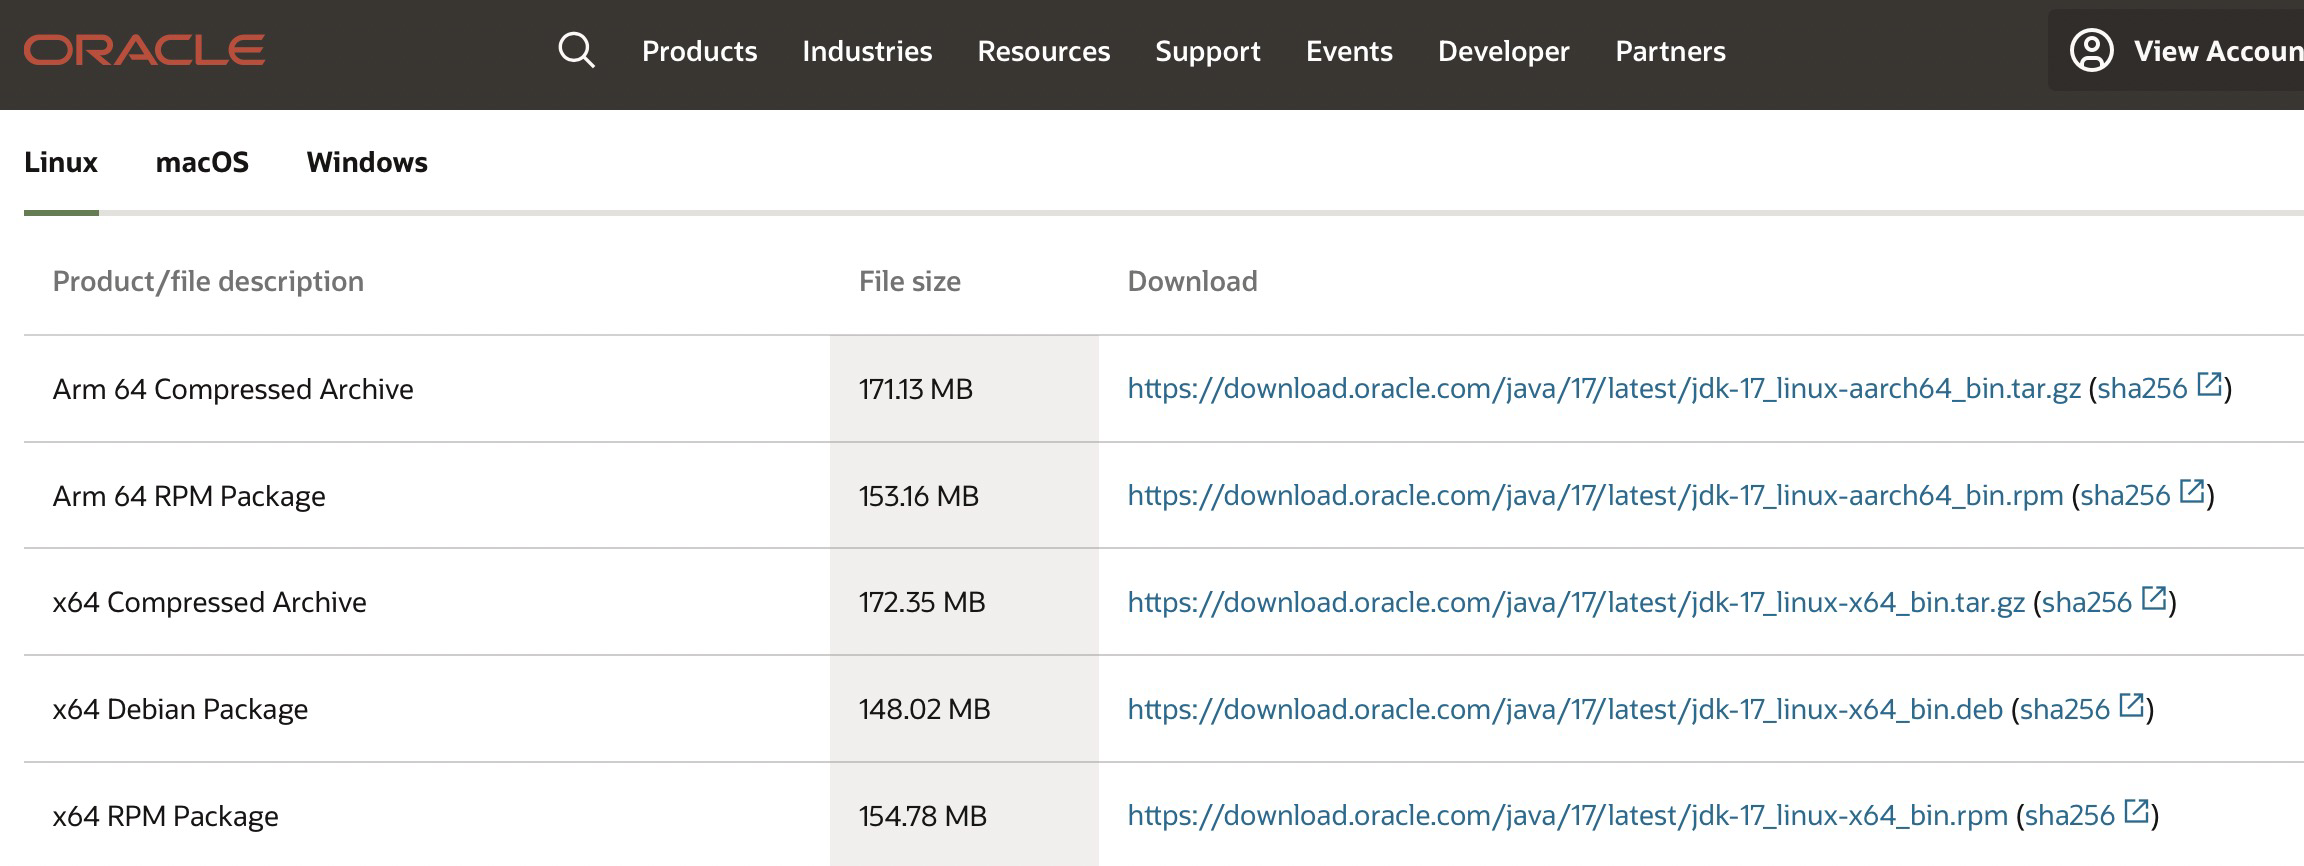 ORACLE Products Industries Resources Support Events Developer Partners View Accoun
Linux macOS Windows
Product/file description File size Download
Arm 64 Compressed Archive 171.13 MB https://download.oracle.com/java/17/latest/jdk-17_linux-aarch64_bin.tar.gz (sha256)
Arm 64 RPM Package 153.16 MB https://download.oracle.com/java/17/latest/jdk-17_linux-aarch64_bin.rpm (sha256)
x64 Compressed Archive 172.35 MB https://download.oracle.com/java/17/latest/jdk-17_linux-x64_bin.tar.gz (sha256)
x64 Debian Package 148.02 MB https://download.oracle.com/java/17/latest/jdk-17_linux-x64_bin.deb (sha256)
x64 RPM Package 154.78 MB https://download.oracle.com/java/17/latest/jdk-17_linux-x64_bin.rpm (sha256)